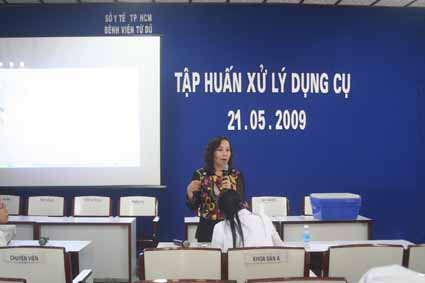 SỞ Y TẾ TP HCM
BỆNH VIỆN TỪ DŨ
TẬP HUẤN XỬ LÝ DỤNG CỤ
21.05.2009
CHUYÊN VIÊN
KHOA SẢN A